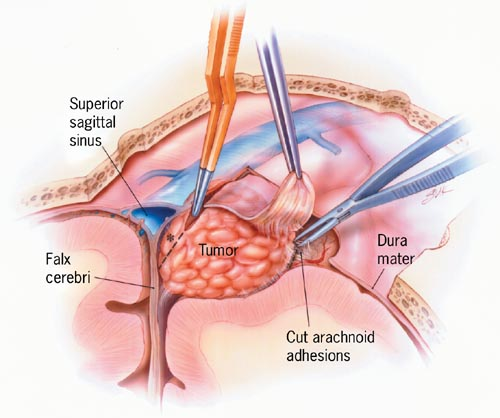 Superior
sagittal
sinus
Falx
cerebri
*
Tumor
Dura
mater
Cut arachnoid
adhesions